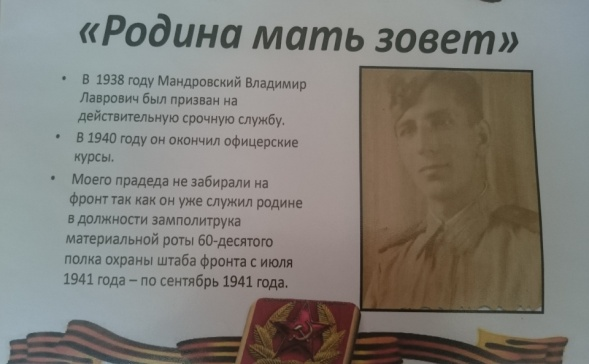 «Родина мать зовет»
• В 1938 году Мандровский Владимир
Лаврович был призван на
действительную срочную службу.
• В 1940 году он окончил офицерские
курсы.
• Моего прадеда не забирали на
фронт так как он уже служил родине
в должности замполитрука
материальной роты 60-десятого
полка охраны штаба фронта с июля
1941 года – по сентябрь 1941 года.